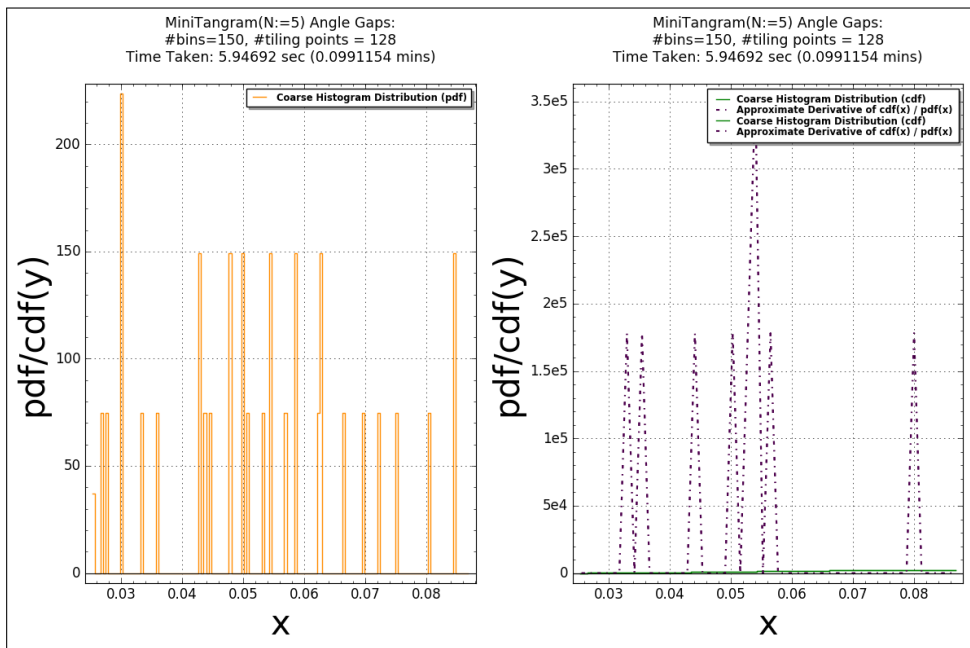 MiniTangram(N:=5) Angle Gaps:
#bins=150, #tiling points = 128
Time Taken: 5.94692 sec (0.0991154 mins)
Coarse Histogram Distribution (pdf)
200
150
100
50
0
pdf/cdf(y)
0.03 0.04 0.05 0.06 0.07 0.08
x
MiniTangram(N:=5) Angle Gaps:
#bins=150, #tiling points = 128
Time Taken: 5.94692 sec (0.0991154 mins)
Coarse Histogram Distribution (cdf)
Approximate Derivative of cdf(x) / pdf(x)
Coarse Histogram Distribution (cdf)
Approximate Derivative of cdf(x) / pdf(x)
3.5e5
3e5
2.5e5
2e5
1.5e5
1e5
5e4
0
pdf/cdf(y)
0.03 0.04 0.05 0.06 0.07 0.08
x